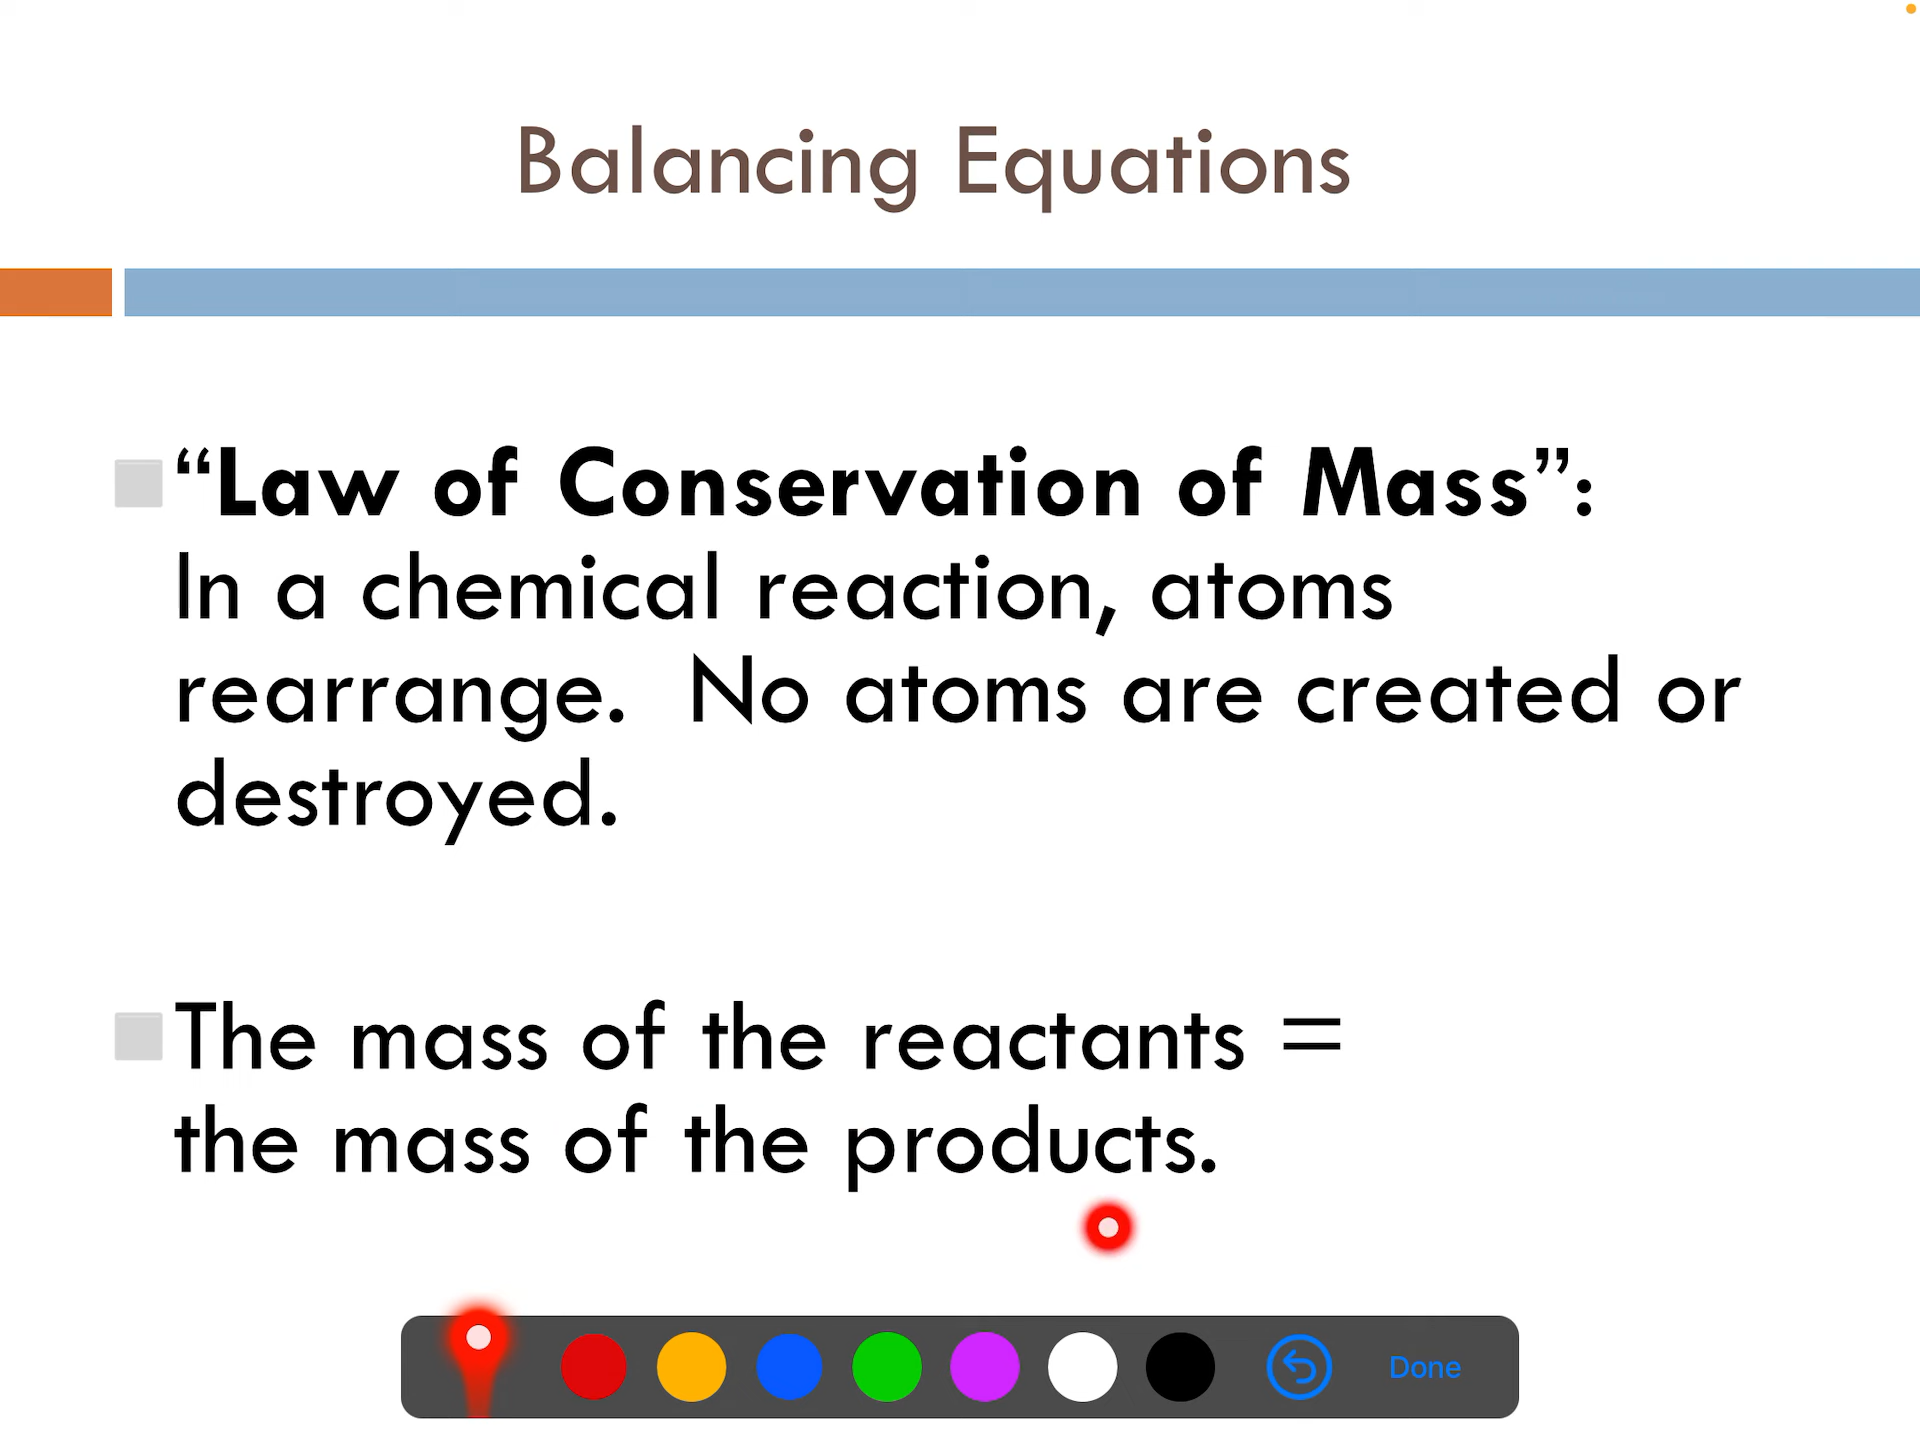 Balancing Equations
“Law of Conservation of Mass”:
In a chemical reaction, atoms
rearrange.  No atoms are created or
destroyed.
The mass of the reactants =
the mass of the products.
Done